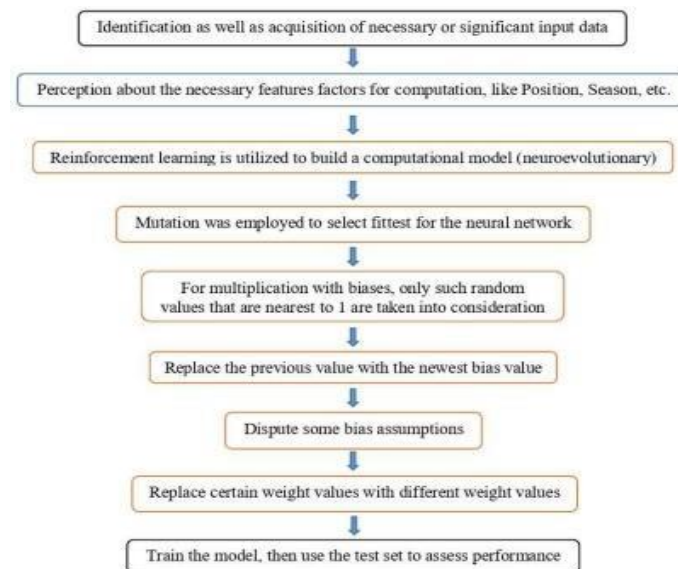 Identification as well as acquisition of necessary or significant input data
Perception about the necessary features factors for computation, like Position, Season, etc.
Reinforcement learning is utilized to build a computational model (neuroevolutionary)
Mutation was employed to select fittest for the neural network
For multiplication with biases, only such random
values that are nearest to 1 are taken into consideration
Replace the previous value with the newest bias value
Dispute some bias assumptions
Replace certain weight values with different weight values
Train the model, then use the test set to assess performance